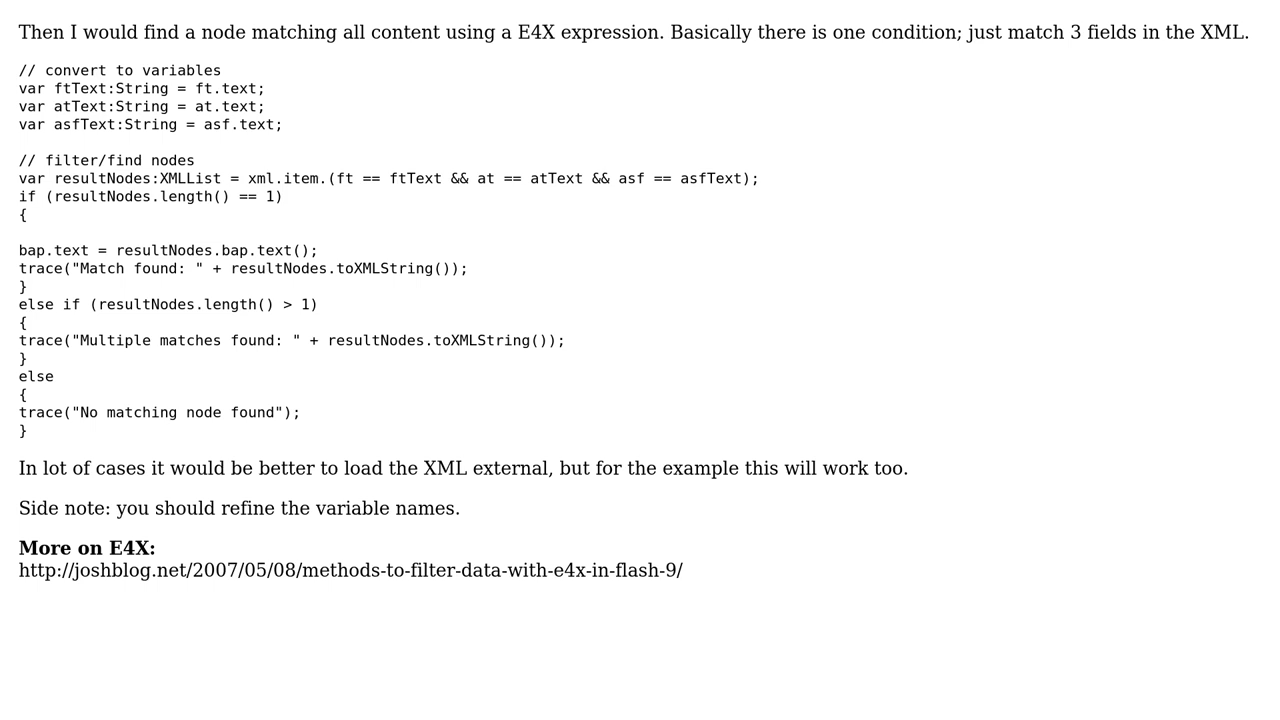 Then I would find a node matching all content using a E4X expression. Basically there is one condition; just match 3 fields in the XML.
// convert to variables
var ftText:String = ft.text;
var atText:String = at.text;
var asfText:String = asf.text;
// filter/find nodes
var resultNodes:XMLList = xml.item.(ft == ftText && at == atText && asf == asfText);
if (resultNodes.length() == 1)
{
bap.text = resultNodes.bap.text();
trace("Match found: " + resultNodes.toXMLString());
}
else if (resultNodes.length() > 1)
{
trace("Multiple matches found: " + resultNodes.toXMLString());
}
else
{
trace("No matching node found");
}
In lot of cases it would be better to load the XML external, but for the example this will work too.
Side note: you should refine the variable names.
More on E4X:
http://joshblog.net/2007/05/08/methods-to-filter-data-with-e4x-in-flash-9/